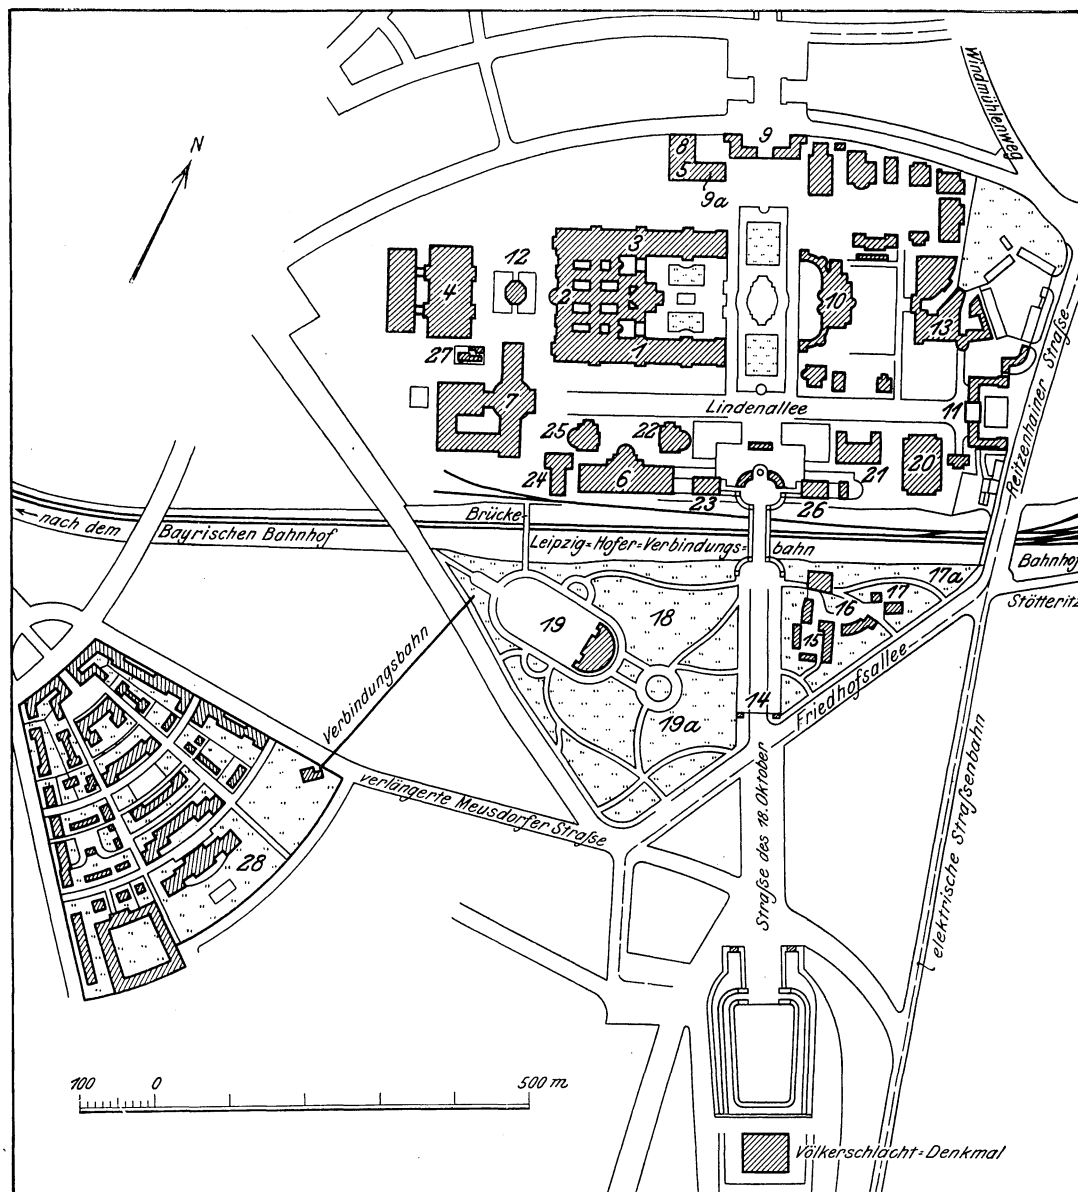 N
Windmühlenweg
8
9
5
9a
3
12
4
2
10
1
27
13
7
Lindenallee
11
Reitzenhainer Straße
25
22
24
6
21
20
23
26
← nach dem Bayrischen Bahnhof
Brücke
Leipzig=Hofer=Verbindungs=bahn
Bahnhof
Stötteritz
17a
17
16
18
15
19
14
19a
Friedhofsallee
Verbindungsbahn
verlängerte Meusdorfer Straße
Straße des 18. Oktober
elektrische Straßenbahn
28
100 0 500 m
Völkerschlacht=Denkmal